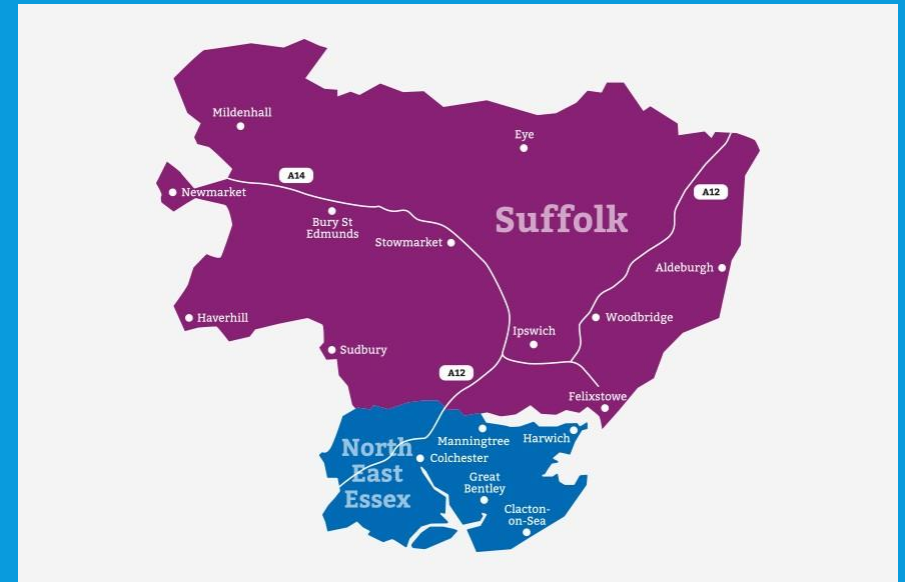 Mildenhall
Eye
A14
Newmarket
A12
Bury St
Edmunds
Suffolk
Stowmarket
Aldeburgh
Haverhill
Woodbridge
Ipswich
Sudbury
A12
Felixstowe
Manningtree
Harwich
North
East
Essex
Colchester
Great
Bentley
Clacton-
on-Sea